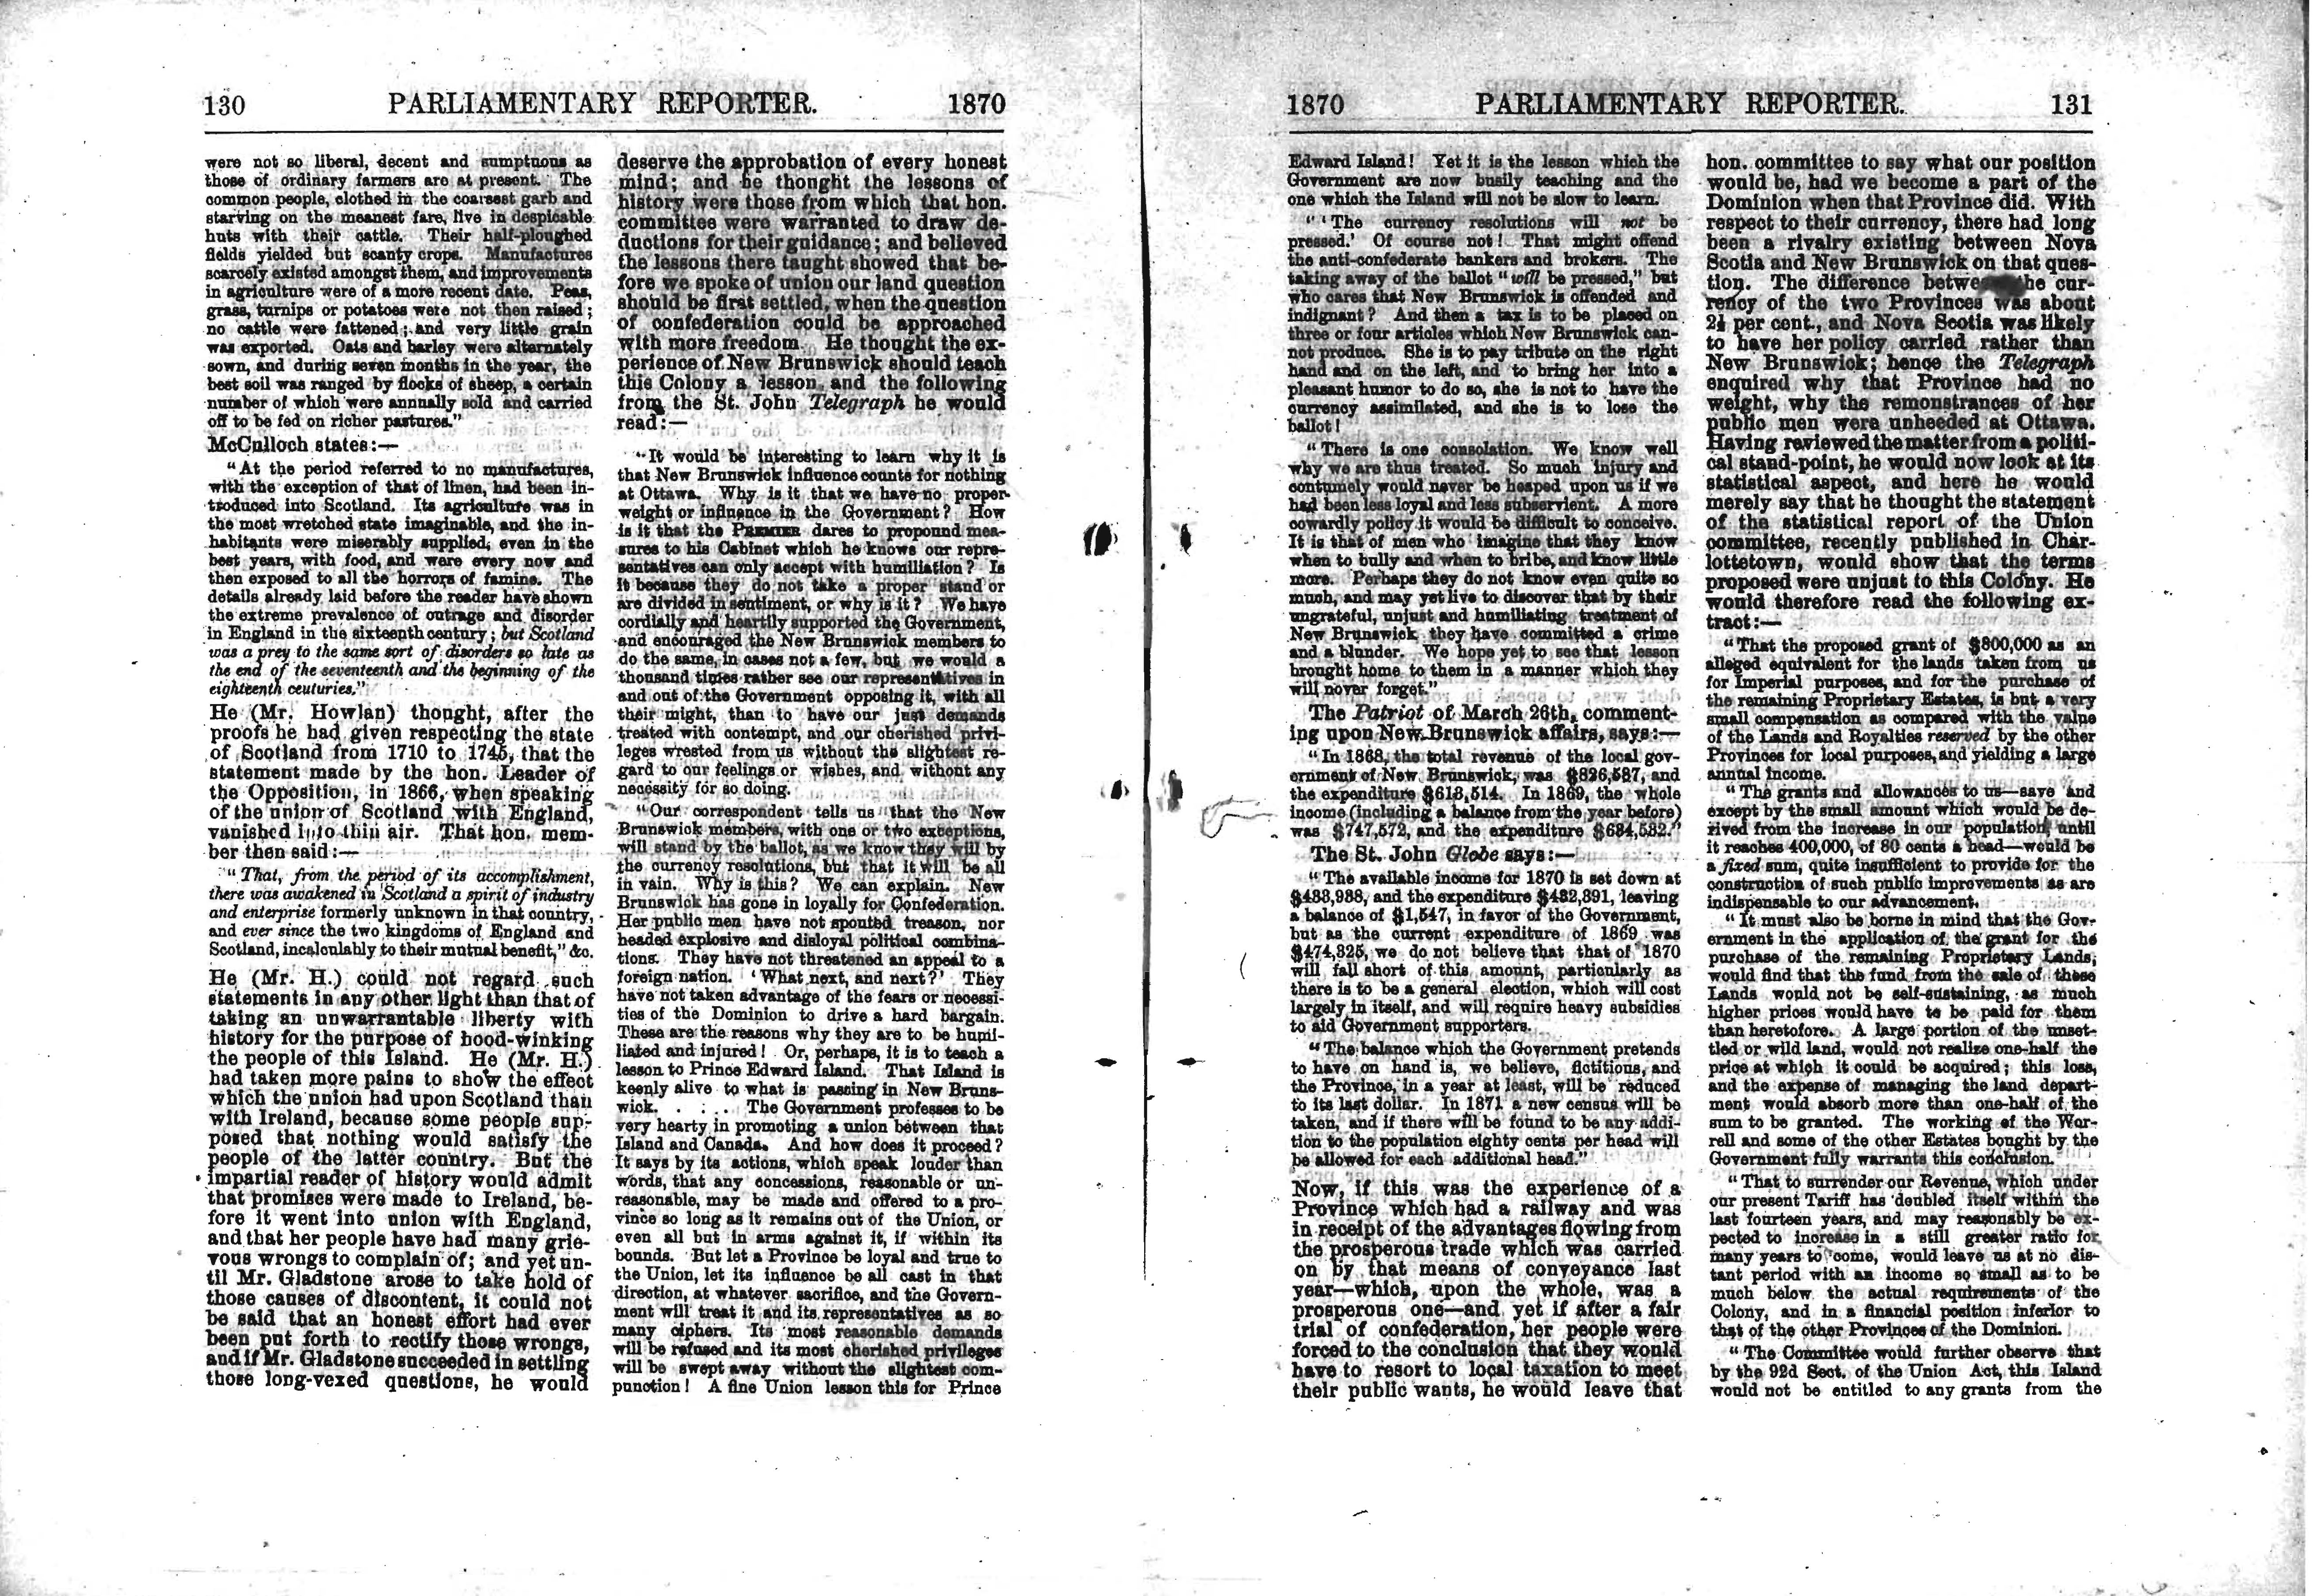 130 PARLIAMENTARY REPORTER. 1870
were not so liberal, decent and sumptuous as
those of ordinary farmers are at present. The
common people, clothed in the coarsest garb and
starving on the meanest fare, live in despicable
huts with their cattle. Their half-ploughed
fields yielded but scanty crops. Manufactures
scarcely existed amongst them, and improvements
in agriculture were of a more recent date. Peas,
grass, turnips or potatoes were not then raised;
no cattle were fattened; and very little grain
was exported. Oats and barley were alternately
sown, and during seven months in the year, the
best soil was ranged by flocks of sheep, a certain
number of which were annually sold and carried
off to be fed on richer pastures."
McCulloch states:—
"At the period referred to no manufactures,
with the exception of that of linen, had been in-
troduced into Scotland. Its agriculture was in
the most wretched state imaginable, and the in-
habitants were miserably supplied, even in the
best years, with food, and were every now and
then exposed to all the horrors of famine. The
details already laid before the reader have shown
the extreme prevalence of outrage and disorder
in England in the sixteenth century; but Scotland
was a prey to the same sort of disorders so late as
the end of the seventeenth and the beginning of the
eighteenth centuries."
He (Mr. Howlan) thought, after the
proofs he had given respecting the state
of Scotland from 1710 to 1745, that the
statement made by the hon. Leader of
the Opposition, in 1866, when speaking
of the union of Scotland with England,
vanished into thin air. That hon. mem-
ber then said:—
"That, from the period of its accomplishment,
there was awakened in Scotland a spirit of industry
and enterprise formerly unknown in that country,
and ever since the two kingdoms of England and
Scotland, incalculably to their mutual benefit," &c.
He (Mr. H.) could not regard such
statements in any other light than that of
taking an unwarrantable liberty with
history for the purpose of hood-winking
the people of this Island. He (Mr. H.)
had taken more pains to show the effect
which the union had upon Scotland than
with Ireland, because some people sup-
posed that nothing would satisfy the
people of the latter country. But the
impartial reader of history would admit
that promises were made to Ireland, be-
fore it went into union with England,
and that her people have had many grie-
vous wrongs to complain of; and yet un-
til Mr. Gladstone arose to take hold of
those causes of discontent, it could not
be said that an honest effort had ever
been put forth to rectify those wrongs,
and if Mr. Gladstone succeeded in settling
those long-vexed questions, he would
deserve the approbation of every honest
mind; and he thought the lessons of
history were those from which that hon.
committee were warranted to draw de-
ductions for their guidance; and believed
the lessons there taught showed that be-
fore we spoke of union our land question
should be first settled, when the question
of confederation could be approached
with more freedom. He thought the ex-
perience of New Brunswick should teach
this Colony a lesson, and the following
from the St. John Telegraph he would
read:—
"It would be interesting to learn why it is
that New Brunswick influence counts for nothing
at Ottawa. Why is it that we have no proper
weight or influence in the Government? How
is it that the PREMIER dares to propound mea-
sures to his Cabinet which he knows our repre-
sentatives can only accept with humiliation? Is
it because they do not take a proper stand or
are divided in sentiment, or why is it? We have
cordially and heartily supported the Government,
and encouraged the New Brunswick members to
do the same, in cases not a few, but we would a
thousand times rather see our representatives in
and out of the Government opposing it, with all
their might, than to have our just demands
treated with contempt, and our cherished privi-
leges wrested from us without the slightest re-
gard to our feelings or wishes, and without any
necessity for so doing.
"Our correspondent tells us that the New
Brunswick members, with one or two exceptions,
will stand by the ballot, as we know they will by
the currency resolutions, but that it will be all
in vain. Why is this? We can explain. New
Brunswick has gone in loyally for Confederation.
Her public men have not spouted treason, nor
headed explosive and disloyal political combina-
tions. They have not threatened an appeal to a
foreign nation. 'What next, and next?' They
have not taken advantage of the fears or necessi-
ties of the Dominion to drive a hard bargain.
These are the reasons why they are to be humi-
liated and injured! Or, perhaps, it is to teach a
lesson to Prince Edward Island. That Island is
keenly alive to what is passing in New Bruns-
wick. . . . The Government professes to be
very hearty in promoting a union between that
Island and Canada. And how does it proceed?
It says by its actions, which speak louder than
words, that any concessions, reasonable or un-
reasonable, may be made and offered to a pro-
vince so long as it remains out of the Union, or
even all but in arms against it, if within its
bounds. But let a Province be loyal and true to
the Union, let its influence be all cast in that
direction, at whatever sacrifice, and the Govern-
ment will treat it and its representatives as so
many ciphers. Its most reasonable demands
will be refused and its most cherished privileges
will be swept away without the slightest com-
punction! A fine Union lesson this for Prince
1870 PARLIAMENTARY REPORTER. 131
Edward Island! Yet it is the lesson which the
Government are now busily teaching and the
one which the Island will not be slow to learn.
"'The currency resolutions will not be
pressed.' Of course not! That might offend
the anti-confederate bankers and brokers. The
taking away of the ballot "will be pressed," but
who cares that New Brunswick is offended and
indignant? And then a tax is to be placed on
three or four articles which New Brunswick can-
not produce. She is to pay tribute on the right
hand and on the left, and to bring her into a
pleasant humor to do so, she is not to have the
currency assimilated, and she is to lose the
ballot!
"There is one consolation. We know well
why we are thus treated. So much injury and
contumely would never be heaped upon us if we
had been less loyal and less subservient. A more
cowardly policy it would be difficult to conceive.
It is that of men who imagine that they know
when to bully and when to bribe, and know little
more. Perhaps they do not know even quite so
much, and may yet live to discover that by their
ungrateful, unjust and humiliating treatment of
New Brunswick they have committed a crime
and a blunder. We hope yet to see that lesson
brought home to them in a manner which they
will never forget."
The Patriot of March 26th, comment-
ing upon New Brunswick affairs, says:—
"In 1868, the total revenue of the local gov-
ernment of New Brunswick, was $826,587, and
the expenditure $613,514. In 1869, the whole
income (including a balance from the year before)
was $747,572, and the expenditure $684,582."
The St. John Globe says:—
"The available income for 1870 is set down at
$483,988, and the expenditure $482,391, leaving
a balance of $1,547, in favor of the Government,
but as the current expenditure of 1869 was
$474,325, we do not believe that that of 1870
will fall short of this amount, particularly as
there is to be a general election, which will cost
largely in itself, and will require heavy subsidies
to aid Government supporters.
"The balance which the Government pretends
to have on hand is, we believe, fictitious, and
the Province, in a year at least, will be reduced
to its last dollar. In 1871 a new census will be
taken, and if there will be found to be any addi-
tion to the population eighty cents per head will
be allowed for each additional head."
Now, if this was the experience of a
Province which had a railway and was
in receipt of the advantages flowing from
the prosperous trade which was carried
on by that means of conveyance last
year—which, upon the whole, was a
prosperous one—and yet if after a fair
trial of confederation, her people were
forced to the conclusion that they would
have to resort to local taxation to meet
their public wants, he would leave that
hon. committee to say what our position
would be, had we become a part of the
Dominion when that Province did. With
respect to their currency, there had long
been a rivalry existing between Nova
Scotia and New Brunswick on that ques-
tion. The difference between the cur-
rency of the two Provinces was about
2½ per cent., and Nova Scotia was likely
to have her policy carried rather than
New Brunswick; hence the Telegraph
enquired why that Province had no
weight, why the remonstrances of her
public men were unheeded at Ottawa.
Having reviewed the matter from a politi-
cal stand-point, he would now look at its
statistical aspect, and here he would
merely say that he thought the statement
of the statistical report of the Union
committee, recently published in Char-
lottetown, would show that the terms
proposed were unjust to this Colony. He
would therefore read the following ex-
tract:—
"That the proposed grant of $800,000 as an
alleged equivalent for the lands taken from us
for Imperial purposes, and for the purchase of
the remaining Proprietary Estates, is but a very
small compensation as compared with the value
of the Lands and Royalties reserved by the other
Provinces for local purposes, and yielding a large
annual income.
"The grants and allowances to us—save and
except by the small amount which would be de-
rived from the increase in our population, until
it reaches 400,000, of 80 cents a head—would be
a fixed sum, quite insufficient to provide for the
construction of such public improvements as are
indispensable to our advancement.
"It must also be borne in mind that the Gov-
ernment in the application of the grant for the
purchase of the remaining Proprietary Lands,
would find that the fund from the sale of these
Lands would not be self-sustaining, as much
higher prices would have to be paid for them
than heretofore. A large portion of the unset-
tled or wild land, would not realize one-half the
price at which it could be acquired; this loss,
and the expense of managing the land depart-
ment would absorb more than one-half of the
sum to be granted. The working of the Wor-
rell and some of the other Estates bought by the
Government fully warrants this conclusion.
"That to surrender our Revenue, which under
our present Tariff has doubled itself within the
last fourteen years, and may reasonably be ex-
pected to increase in a still greater ratio for
many years to come, would leave us at no dis-
tant period with an income so small as to be
much below the actual requirements of the
Colony, and in a financial position inferior to
that of the other Provinces of the Dominion.
"The Committee would further observe that
by the 92d Sect. of the Union Act, this Island
would not be entitled to any grants from the